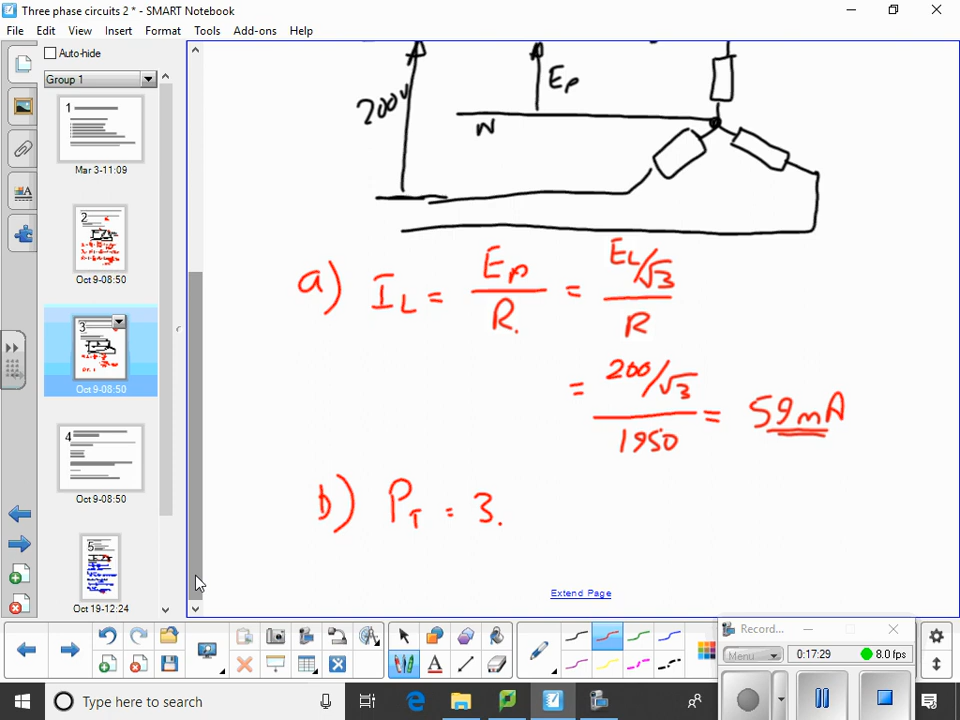 Three phase circuits 2 * - SMART Notebook
File Edit View Insert Format Tools Add-ons Help
Auto-hide
Group 1
1
Mar 3-11:09
2
Oct 9-08:50
3
Oct 9-08:50
4
Oct 9-08:50
5
Oct 19-12:24
200V
EP
N
a) IL = EP/R = EL/√3 / R
= 200/√3 / 1950 = 59mA
b) PT = 3.
Extend Page
Record...
Menu
0:17:29
8.0 fps
Type here to search